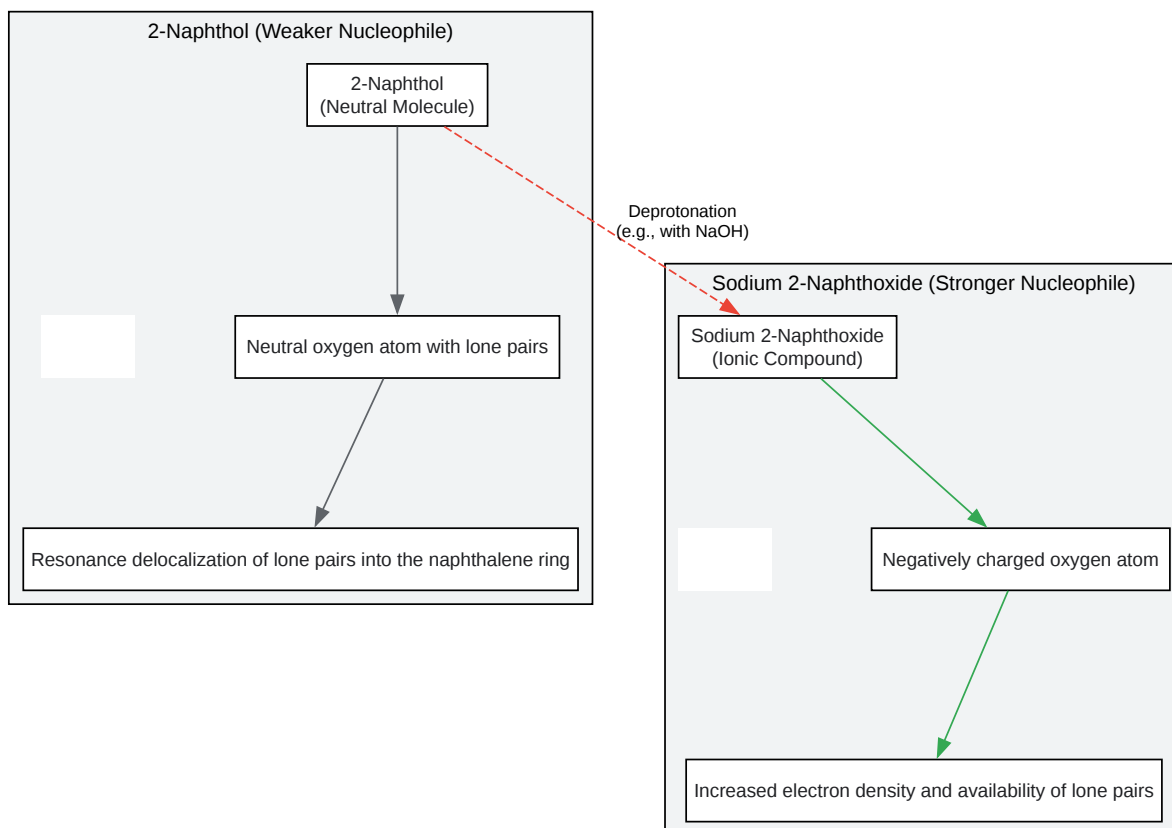 2-Naphthol (Weaker Nucleophile)
2-Naphthol
(Neutral Molecule)
Neutral oxygen atom with lone pairs
Resonance delocalization of lone pairs into the naphthalene ring
Deprotonation
(e.g., with NaOH)
Sodium 2-Naphthoxide (Stronger Nucleophile)
Sodium 2-Naphthoxide
(Ionic Compound)
Negatively charged oxygen atom
Increased electron density and availability of lone pairs